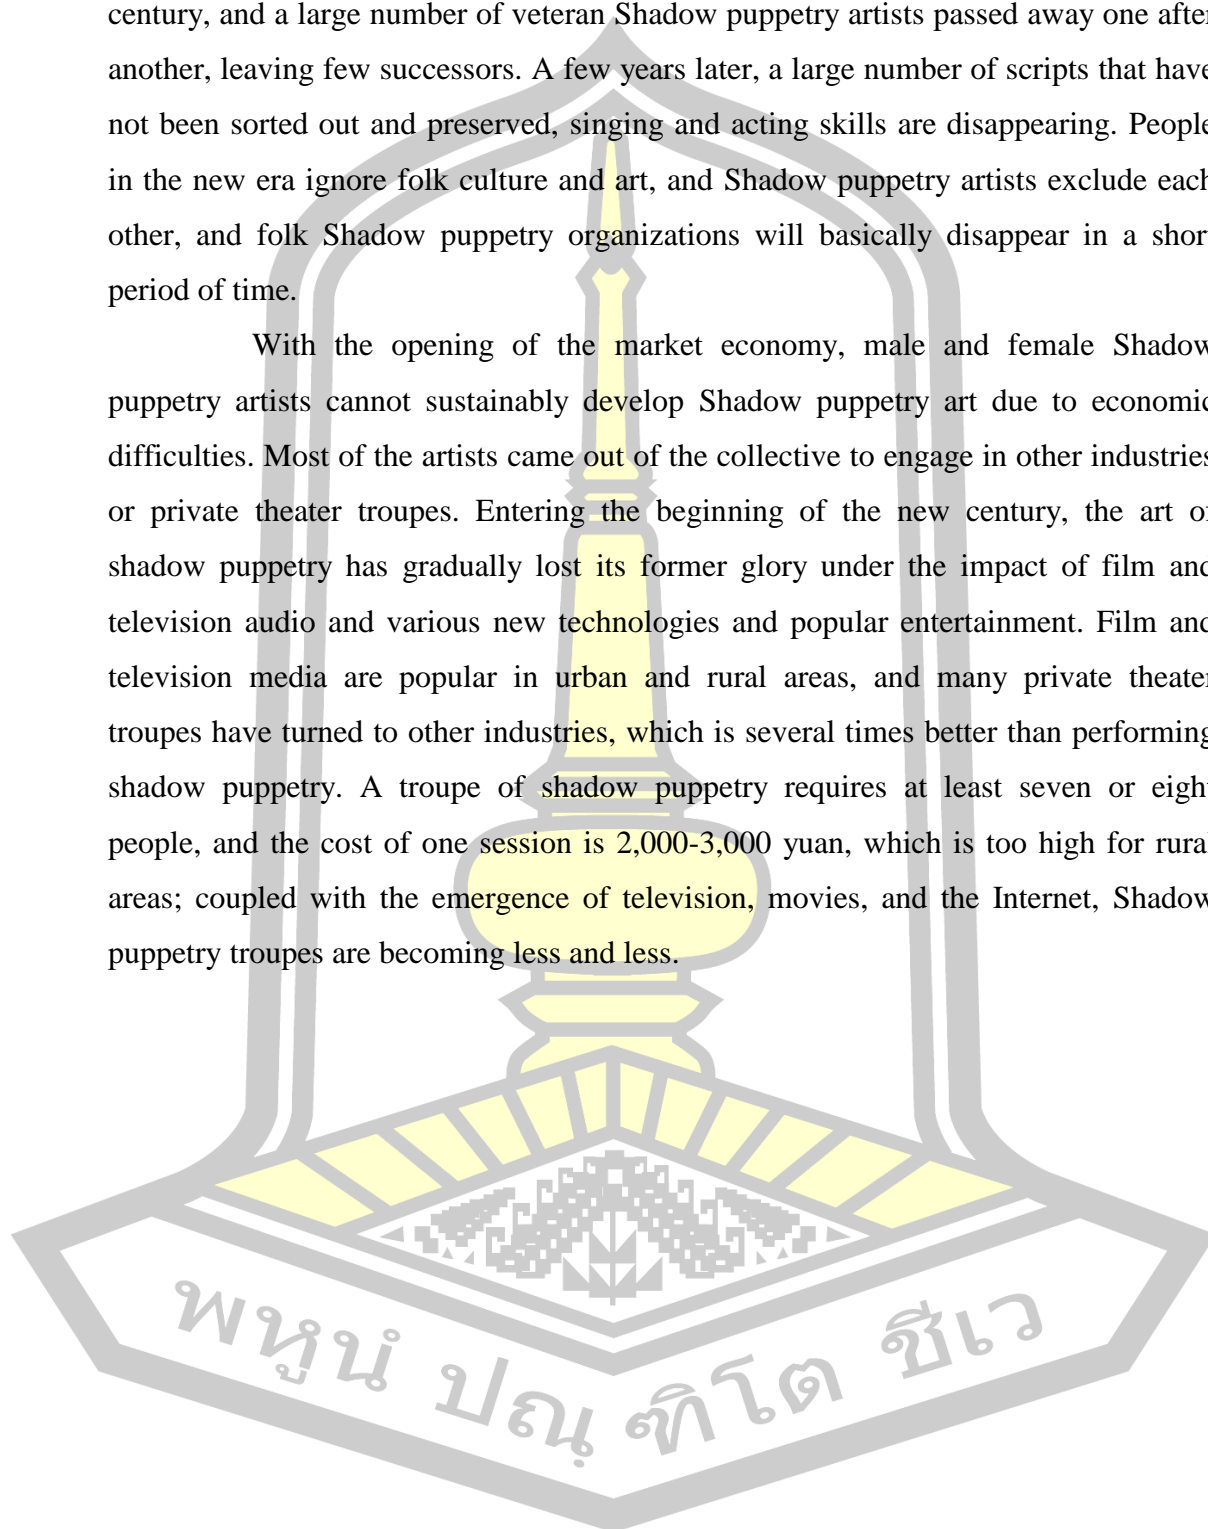 century, and a large number of veteran Shadow puppetry artists passed away one after
another, leaving few successors. A few years later, a large number of scripts that have
not been sorted out and preserved, singing and acting skills are disappearing. People
in the new era ignore folk culture and art, and Shadow puppetry artists exclude each
other, and folk Shadow puppetry organizations will basically disappear in a short
period of time.
With the opening of the market economy, male and female Shadow
puppetry artists cannot sustainably develop Shadow puppetry art due to economic
difficulties. Most of the artists came out of the collective to engage in other industries
or private theater troupes. Entering the beginning of the new century, the art of
shadow puppetry has gradually lost its former glory under the impact of film and
television audio and various new technologies and popular entertainment. Film and
television media are popular in urban and rural areas, and many private theater
troupes have turned to other industries, which is several times better than performing
shadow puppetry. A troupe of shadow puppetry requires at least seven or eight
people, and the cost of one session is 2,000-3,000 yuan, which is too high for rural
areas; coupled with the emergence of television, movies, and the Internet, Shadow
puppetry troupes are becoming less and less.
พหูนํ ปณฺ ฑิโต ชีเว